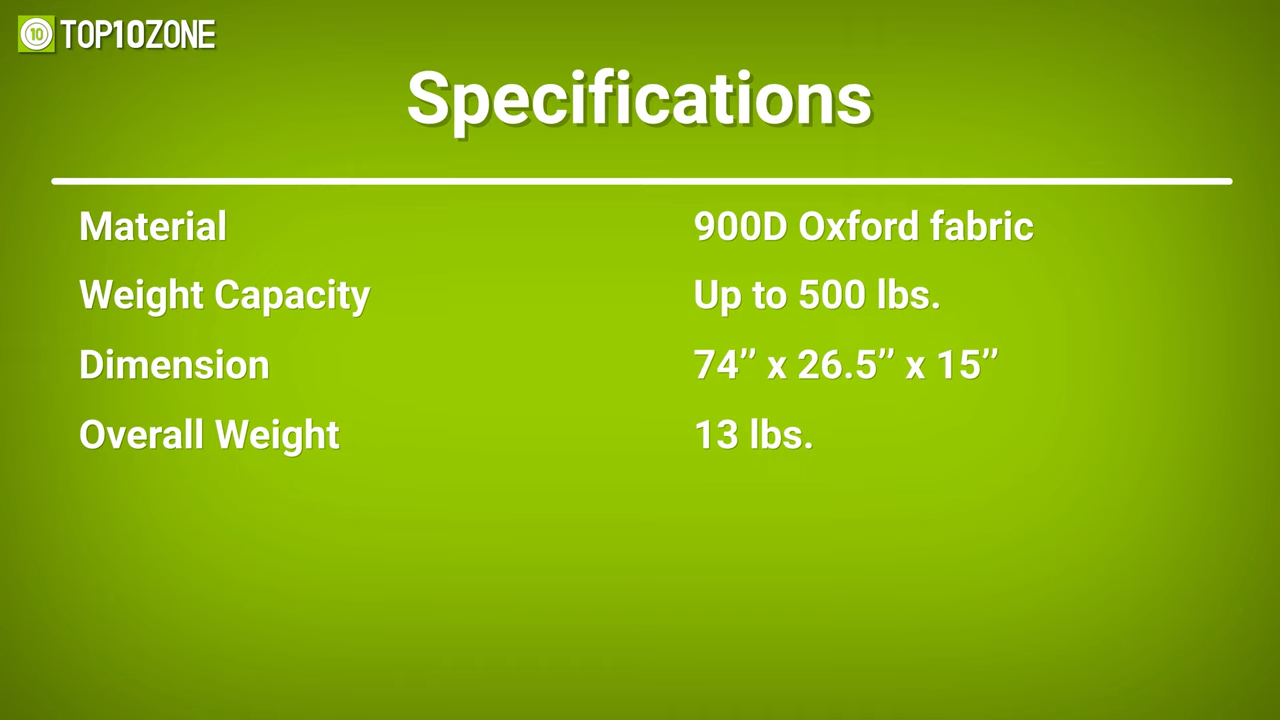 10 TOP10ZONE
Specifications
Material 900D Oxford fabric
Weight Capacity Up to 500 lbs.
Dimension 74’’ x 26.5’’ x 15’’
Overall Weight 13 lbs.